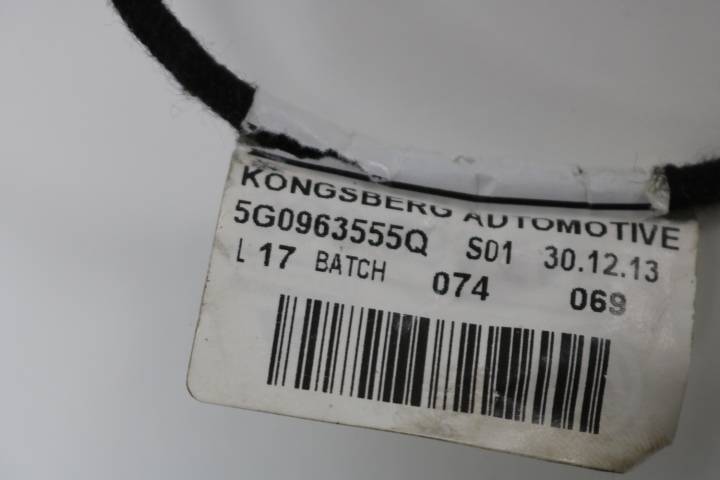 KONGSBERG AUTOMOTIVE
5G0963555Q S01 30.12.13
L 17 BATCH 074 069